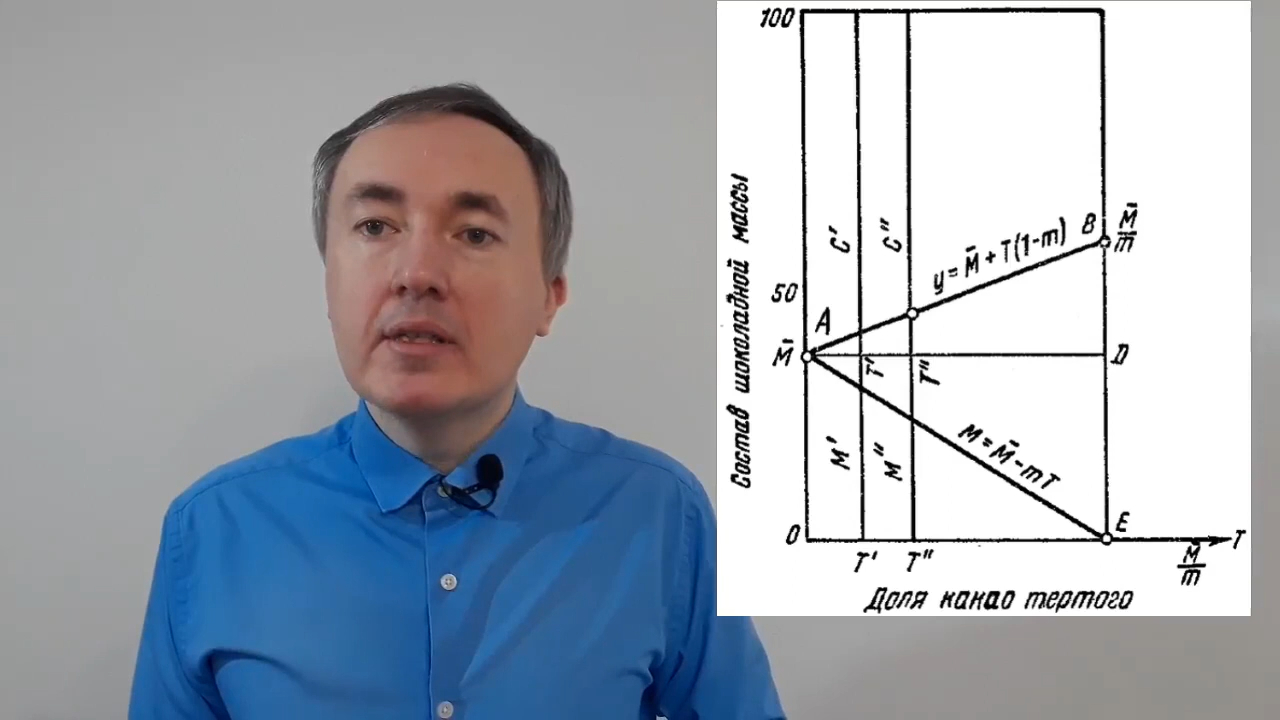 100
Состав шоколадной массы
C'
C"
B
M̄/m
y = M̄ + T(1-m)
50
A
M̄
T'
T"
D
M'
M"
M = M̄ - mT
E
0
T
T'
T"
M̄/m
Доля какао тертого